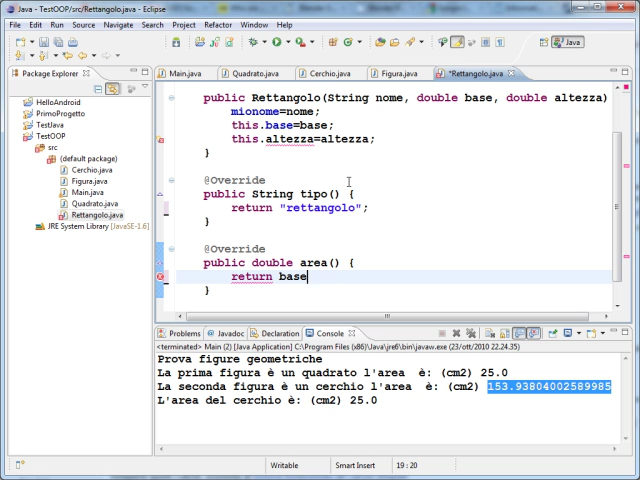 Java - TestOOP/src/Rettangolo.java - Eclipse
File Edit Source Refactor Navigate Search Project Run Window Help
Java
Package Explorer
Main.java Quadrato.java Cerchio.java Figura.java *Rettangolo.java
HelloAndroid
PrimoProgetto
TestJava
TestOOP
src
(default package)
Cerchio.java
Figura.java
Main.java
Quadrato.java
Rettangolo.java
JRE System Library [JavaSE-1.6]
public Rettangolo(String nome, double base, double altezza)
mionome=nome;
this.base=base;
this.altezza=altezza;
}
@Override
public String tipo() {
return "rettangolo";
}
@Override
public double area() {
return base
}
Problems @ Javadoc Declaration Console
<terminated> Main (2) [Java Application] C:\Program Files (x86)\Java\jre6\bin\javaw.exe (23/ott/2010 22.24.35)
Prova figure geometriche
La prima figura è un quadrato l'area è: (cm2) 25.0
La seconda figura è un cerchio l'area è: (cm2) 153.93804002589985
L'area del cerchio è: (cm2) 25.0
Writable Smart Insert 19 : 20